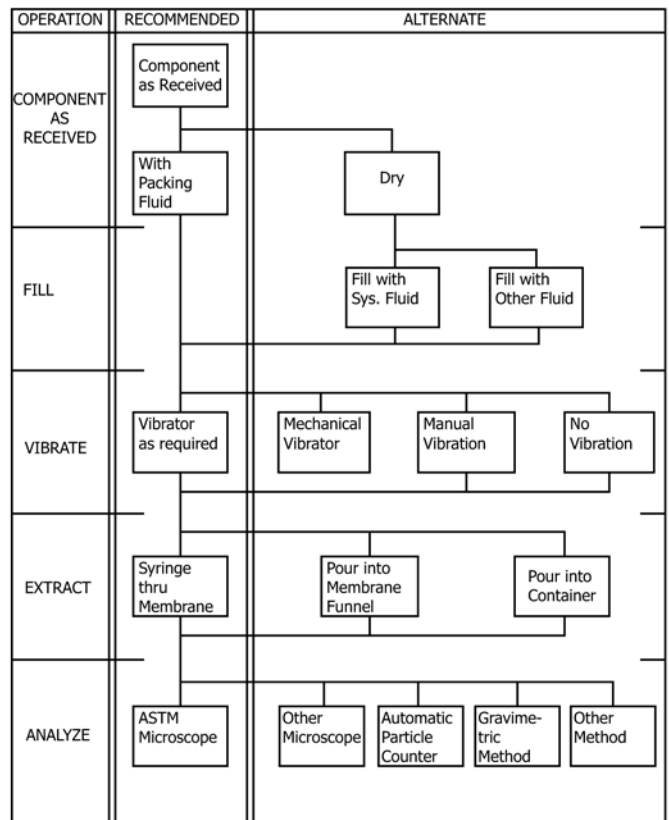 OPERATION
RECOMMENDED
ALTERNATE
COMPONENT
AS
RECEIVED
Component
as Received
With
Packing
Fluid
Dry
FILL
Fill with
Sys. Fluid
Fill with
Other Fluid
VIBRATE
Vibrator
as required
Mechanical
Vibrator
Manual
Vibration
No
Vibration
EXTRACT
Syringe
thru
Membrane
Pour into
Membrane
Funnel
Pour into
Container
ANALYZE
ASTM
Microscope
Other
Microscope
Automatic
Particle
Counter
Gravime-
tric
Method
Other
Method